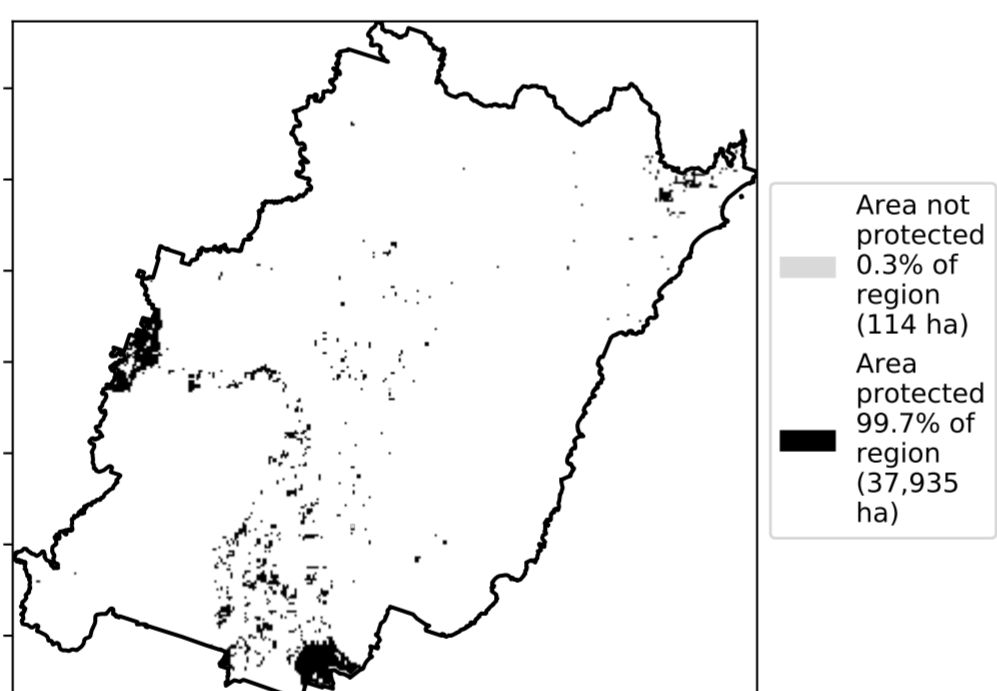 Area not
protected
0.3% of
region
(114 ha)
Area
protected
99.7% of
region
(37,935
ha)